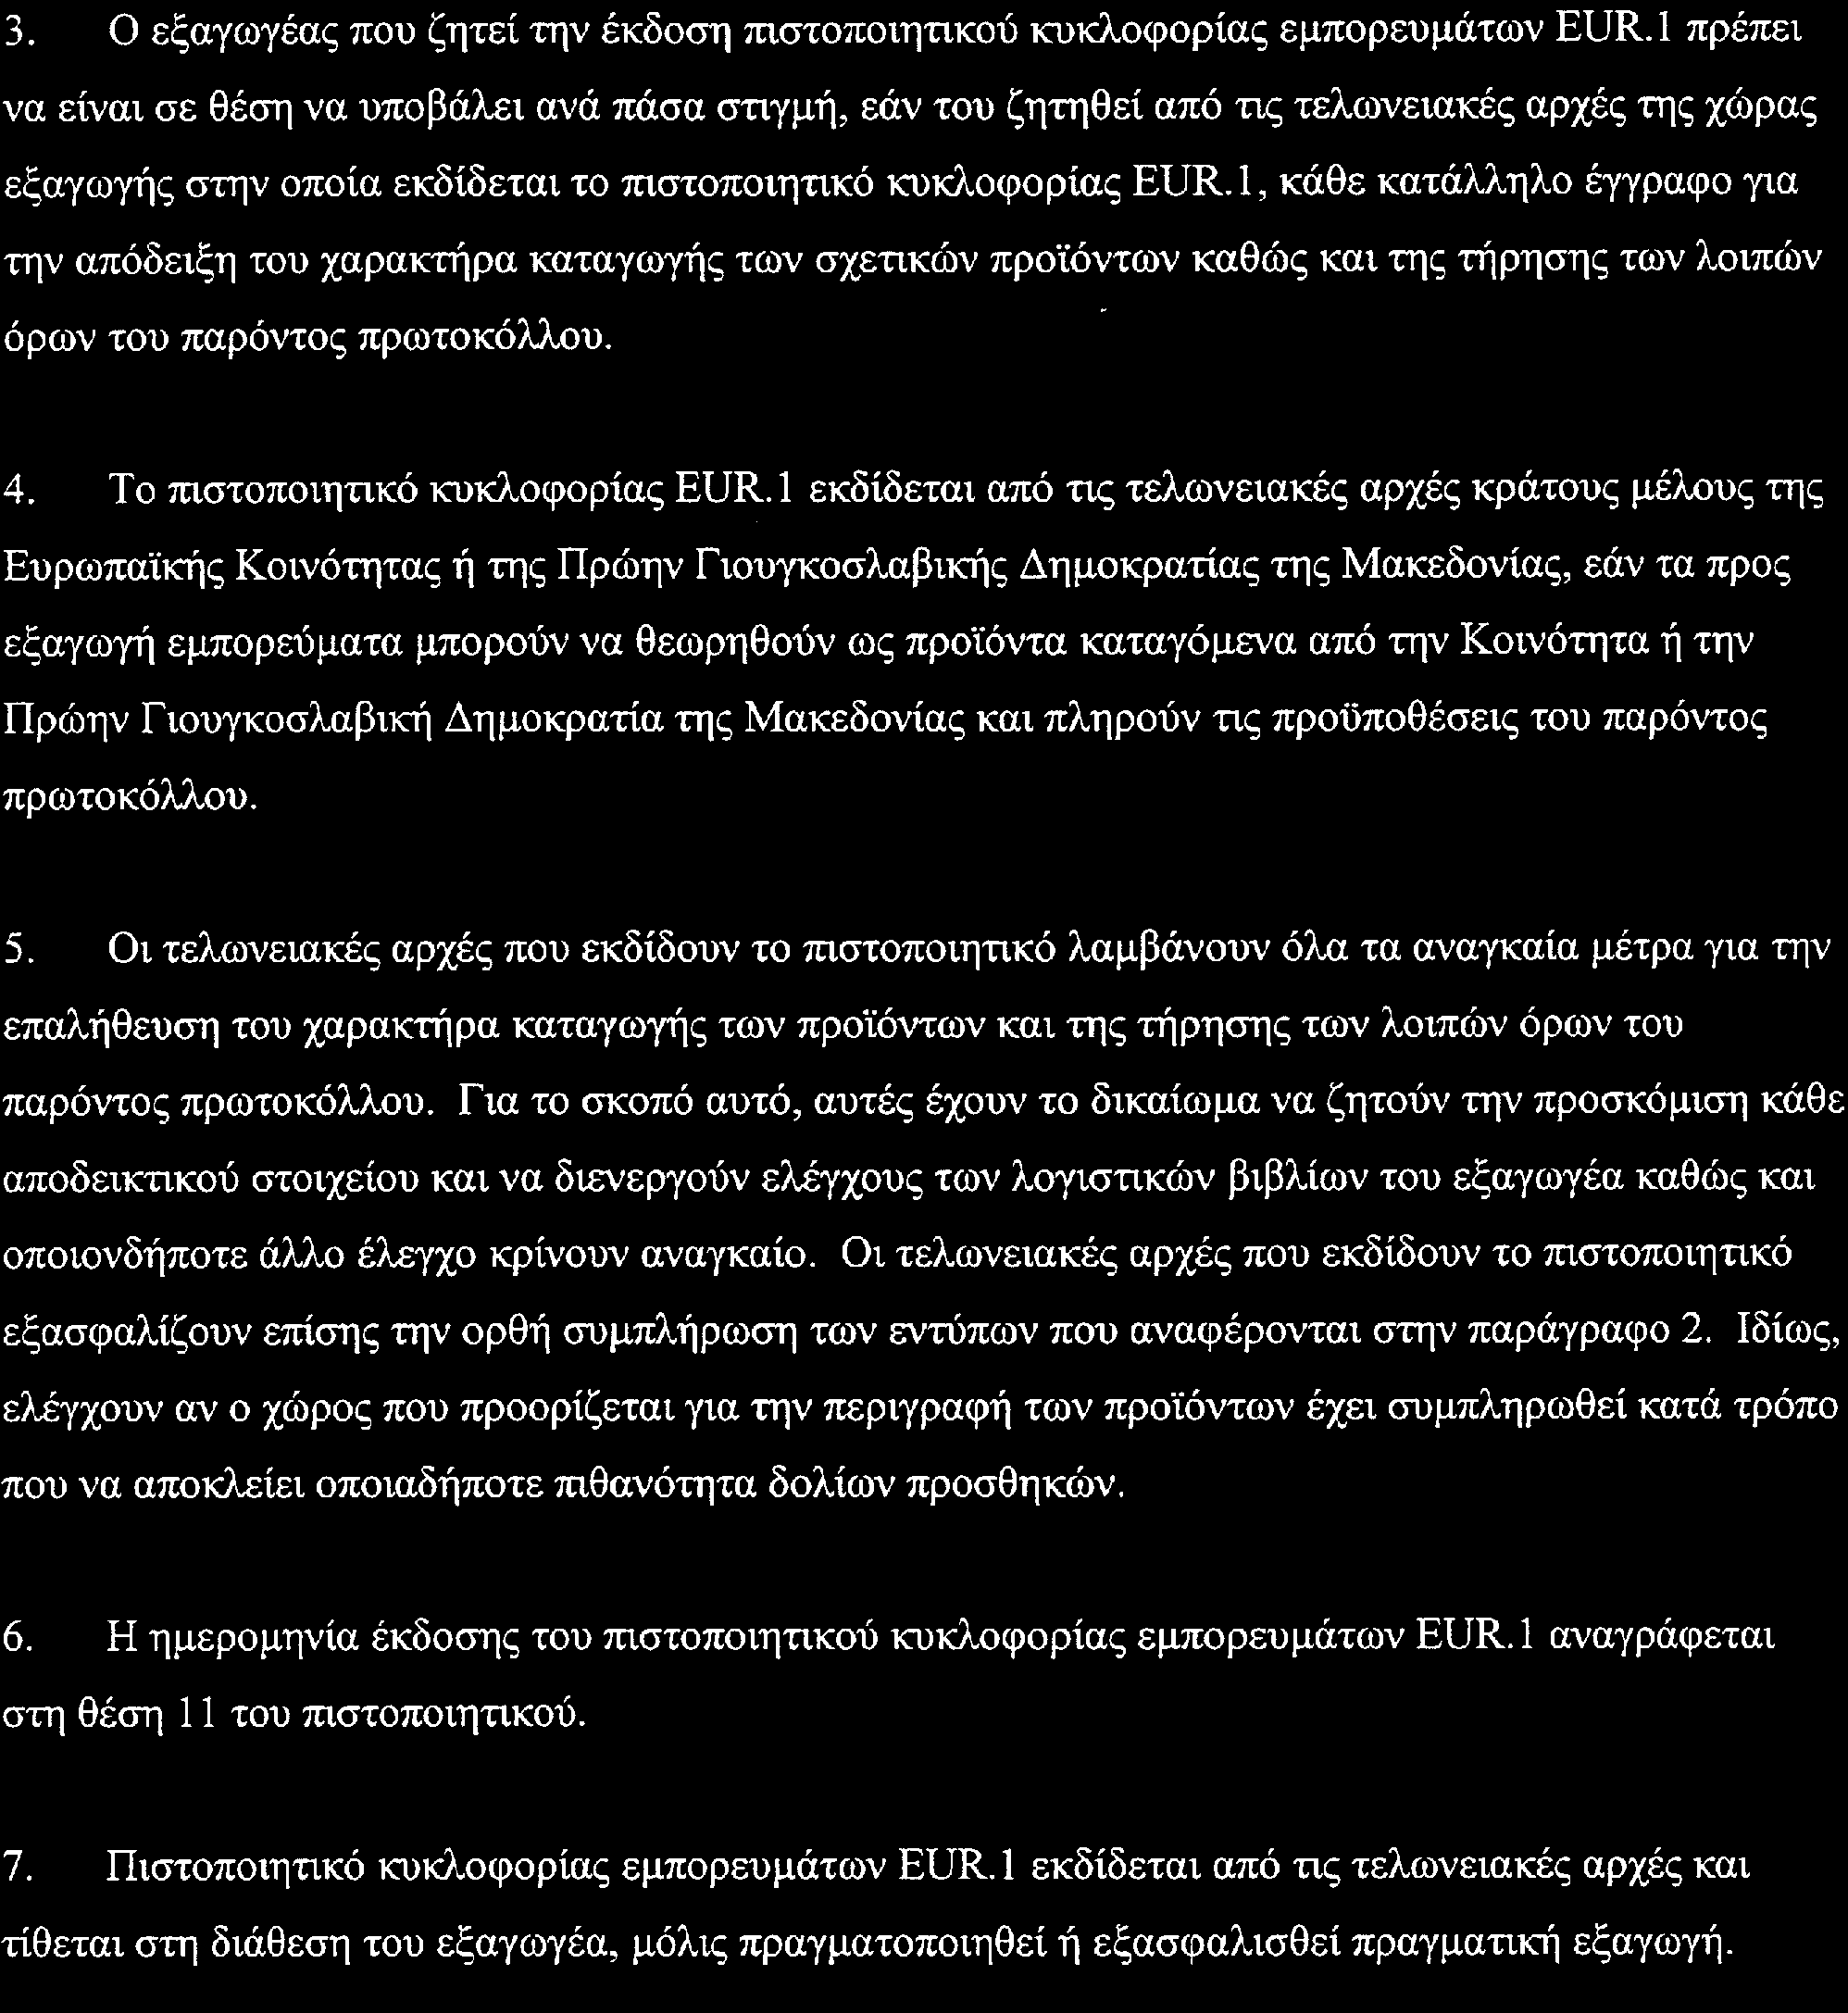 3. Ο εξαγωγέας που ζητεί την έκδοση πιστοποιητικού κυκλοφορίας εμπορευμάτων EUR.1 πρέπει
να είναι σε θέση να υποβάλει ανά πάσα στιγμή, εάν του ζητηθεί από τις τελωνειακές αρχές της χώρας
εξαγωγής στην οποία εκδίδεται το πιστοποιητικό κυκλοφορίας EUR.1, κάθε κατάλληλο έγγραφο για
την απόδειξη του χαρακτήρα καταγωγής των σχετικών προϊόντων καθώς και της τήρησης των λοιπών
όρων του παρόντος πρωτοκόλλου.
4. Το πιστοποιητικό κυκλοφορίας EUR.1 εκδίδεται από τις τελωνειακές αρχές κράτους μέλους της
Ευρωπαϊκής Κοινότητας ή της Πρώην Γιουγκοσλαβικής Δημοκρατίας της Μακεδονίας, εάν τα προς
εξαγωγή εμπορεύματα μπορούν να θεωρηθούν ως προϊόντα καταγόμενα από την Κοινότητα ή την
Πρώην Γιουγκοσλαβική Δημοκρατία της Μακεδονίας και πληρούν τις προϋποθέσεις του παρόντος
πρωτοκόλλου.
5. Οι τελωνειακές αρχές που εκδίδουν το πιστοποιητικό λαμβάνουν όλα τα αναγκαία μέτρα για την
επαλήθευση του χαρακτήρα καταγωγής των προϊόντων και της τήρησης των λοιπών όρων του
παρόντος πρωτοκόλλου. Για το σκοπό αυτό, αυτές έχουν το δικαίωμα να ζητούν την προσκόμιση κάθε
αποδεικτικού στοιχείου και να διενεργούν ελέγχους των λογιστικών βιβλίων του εξαγωγέα καθώς και
οποιονδήποτε άλλο έλεγχο κρίνουν αναγκαίο. Οι τελωνειακές αρχές που εκδίδουν το πιστοποιητικό
εξασφαλίζουν επίσης την ορθή συμπλήρωση των εντύπων που αναφέρονται στην παράγραφο 2. Ιδίως,
ελέγχουν αν ο χώρος που προορίζεται για την περιγραφή των προϊόντων έχει συμπληρωθεί κατά τρόπο
που να αποκλείει οποιαδήποτε πιθανότητα δολίων προσθηκών.
6. Η ημερομηνία έκδοσης του πιστοποιητικού κυκλοφορίας εμπορευμάτων EUR.1 αναγράφεται
στη θέση 11 του πιστοποιητικού.
7. Πιστοποιητικό κυκλοφορίας εμπορευμάτων EUR.1 εκδίδεται από τις τελωνειακές αρχές και
τίθεται στη διάθεση του εξαγωγέα, μόλις πραγματοποιηθεί ή εξασφαλισθεί πραγματική εξαγωγή.